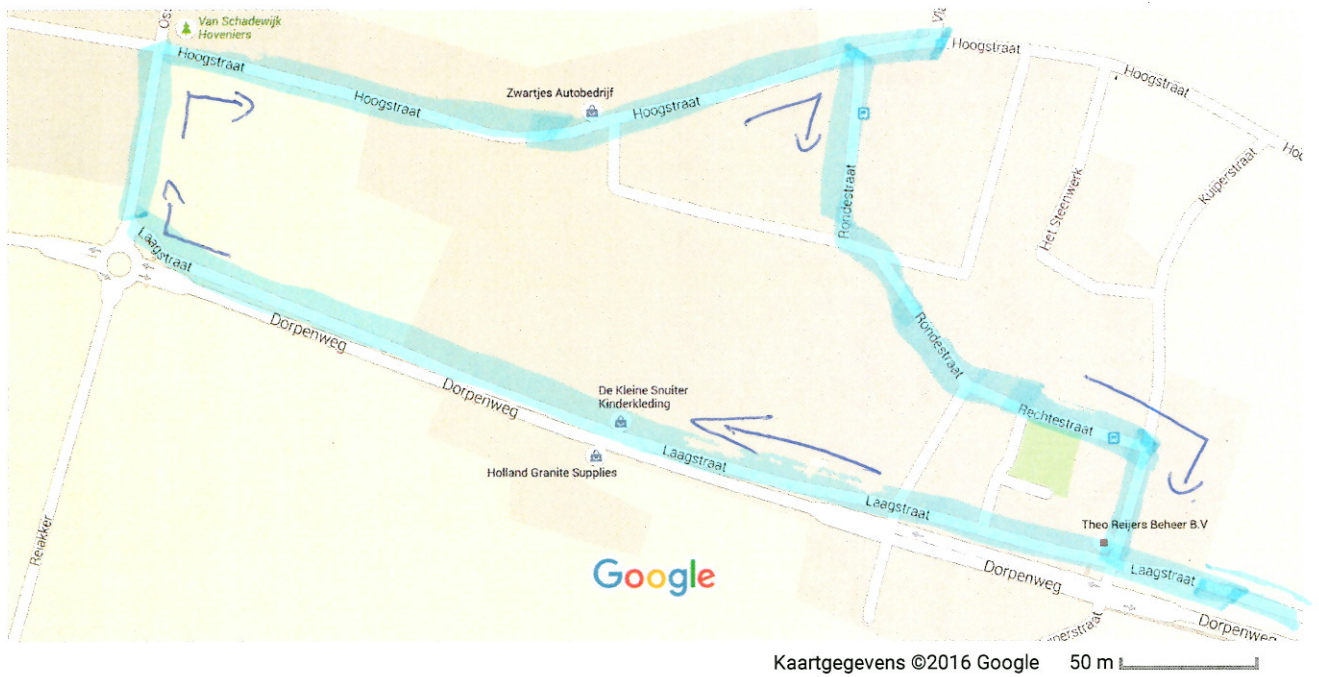 Van Schadewijk
Hoveniers
Hoogstraat
Hoogstraat
Zwartjes Autobedrijf
Hoogstraat
Hoogstraat
Hoogstraat
Rondestraat
Het Steenwerk
Kuiperstraat
Laagstraat
Dorpenweg
Rondestraat
Dorpenweg
De Kleine Snuiter
Kinderkleding
Rechtestraat
Laagstraat
Holland Granite Supplies
Laagstraat
Theo Reijers Beheer B.V
Reiakker
Google
Dorpenweg
Laagstraat
Dorpenweg
Kaartgegevens ©2016 Google 50 m